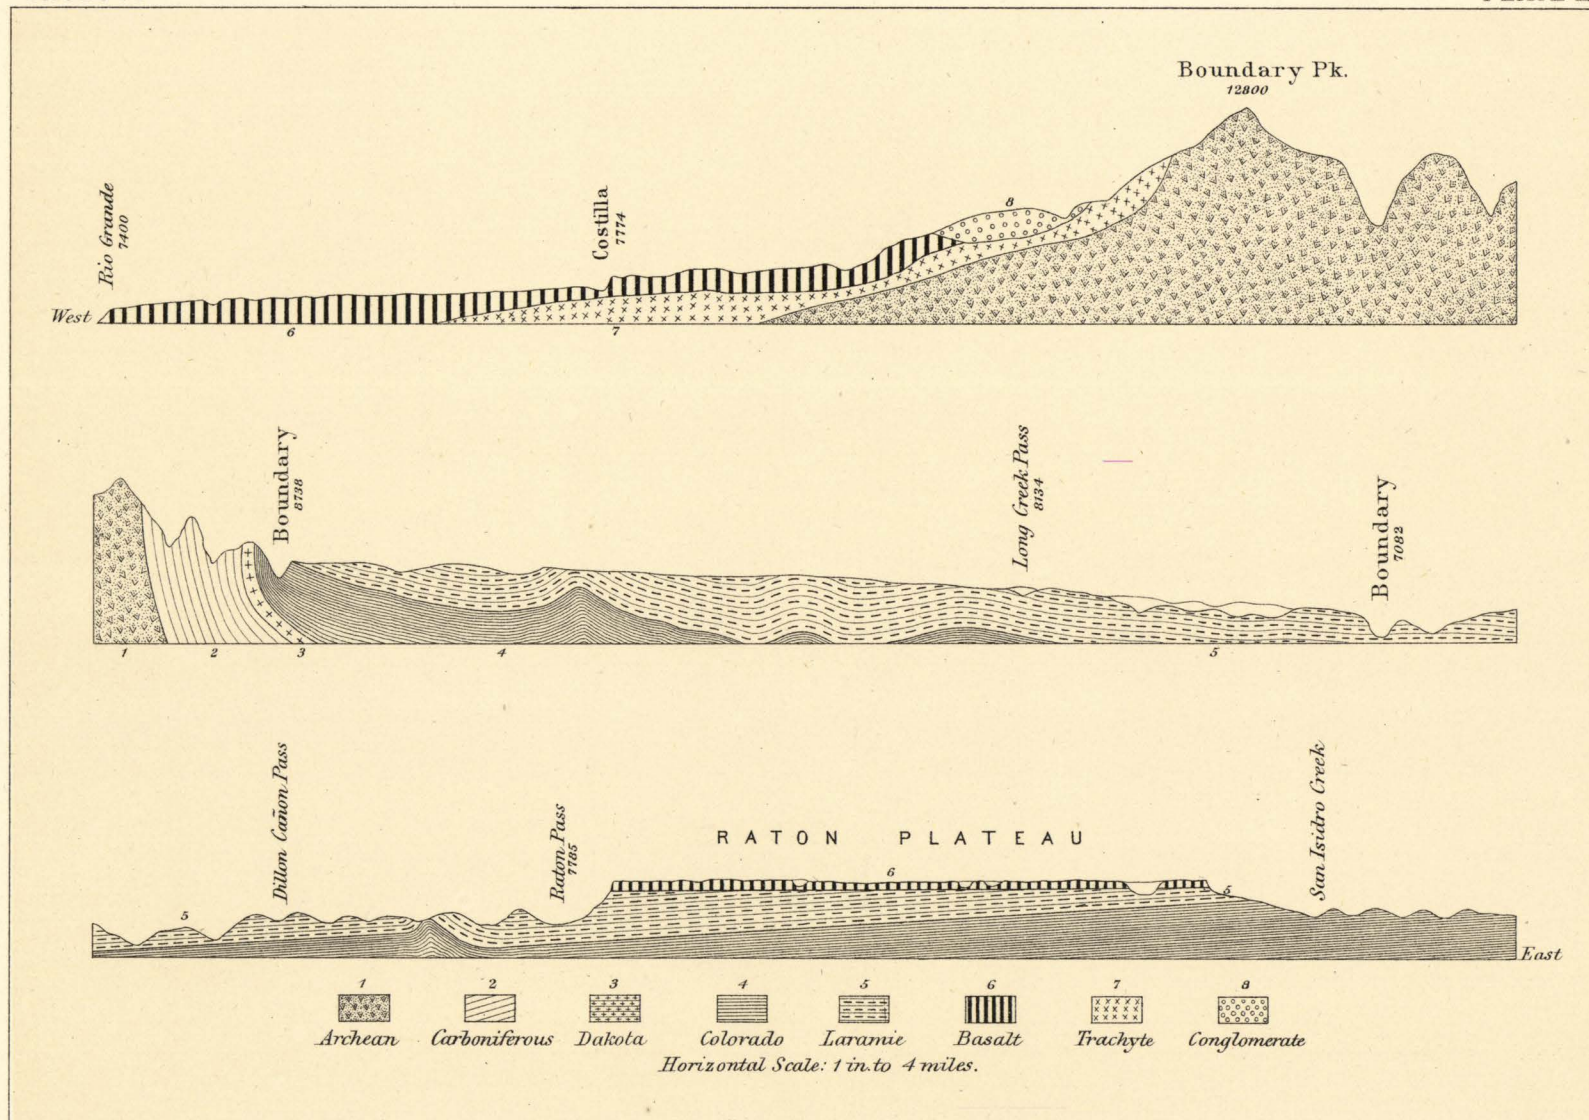 Boundary Pk.
12800
Rio Grande
7400
Costilla
7774
8
West
6
7
Boundary
8738
Long Creek Pass
8134
Boundary
7082
1 2 3 4 5
Dillon Cañon Pass
Raton Pass
7785
RATON PLATEAU
San Isidro Creek
5
6
5
East
1 2 3 4 5 6 7 8
Archean Carboniferous Dakota Colorado Laramie Basalt Trachyte Conglomerate
Horizontal Scale: 1 in. to 4 miles.